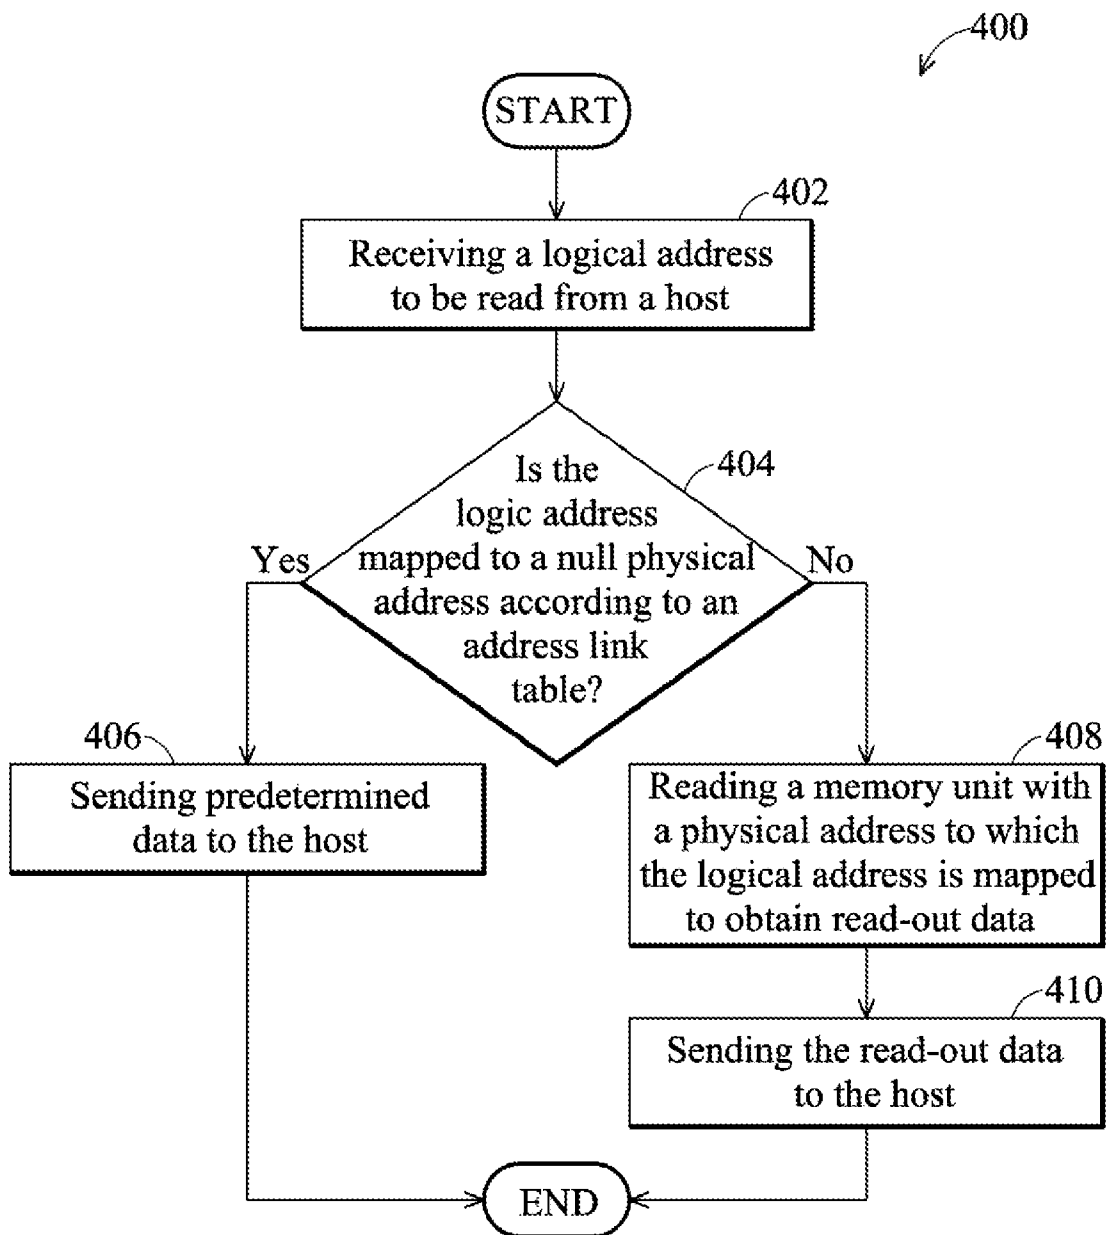 400
START
402
Receiving a logical address
to be read from a host
404
Is the
logic address
mapped to a null physical
address according to an
address link
table?
Yes
No
406
Sending predetermined
data to the host
408
Reading a memory unit with
a physical address to which
the logical address is mapped
to obtain read-out data
410
Sending the read-out data
to the host
END